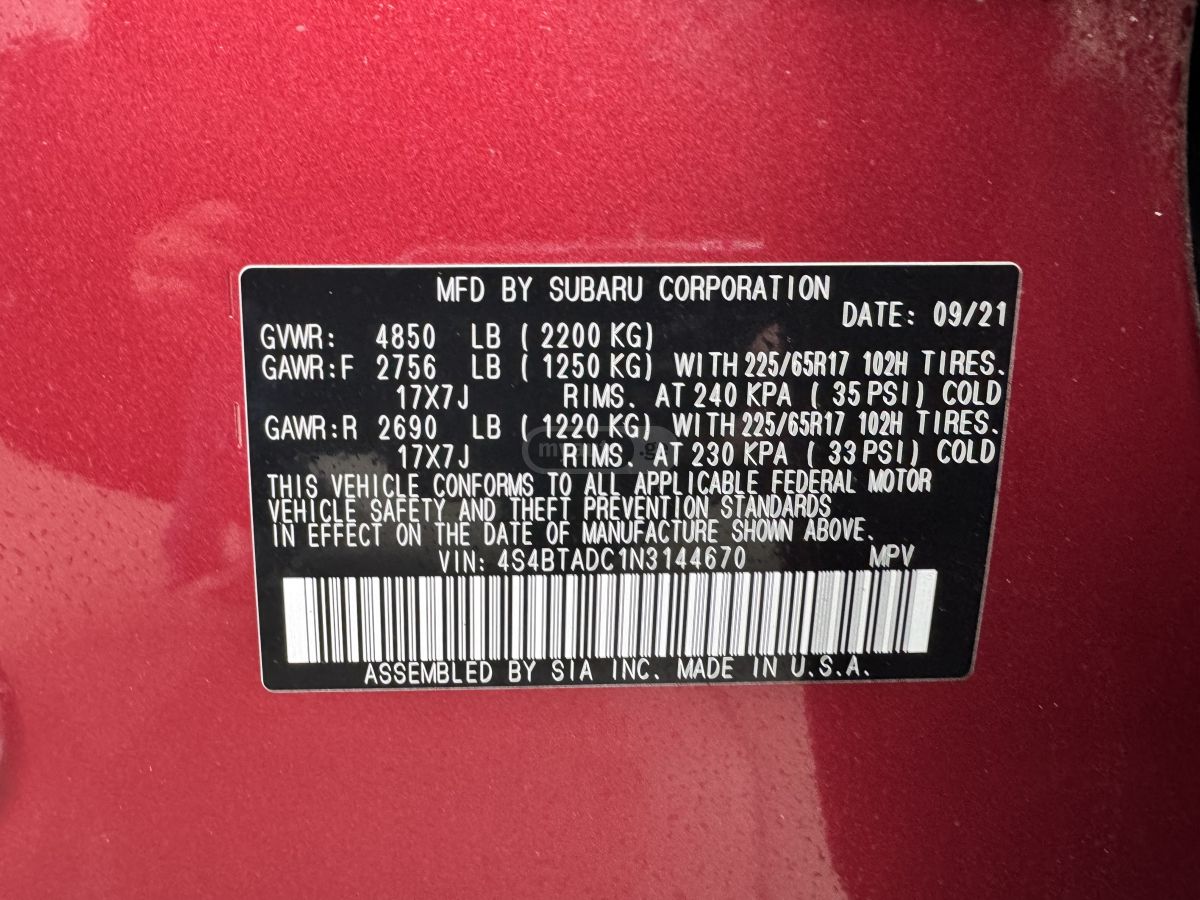 MFD BY SUBARU CORPORATION
DATE: 09/21
GVWR: 4850 LB ( 2200 KG)
GAWR:F 2756 LB ( 1250 KG) WITH 225/65R17 102H TIRES.
17X7J RIMS. AT 240 KPA ( 35 PSI) COLD
GAWR:R 2690 LB ( 1220 KG) WITH 225/65R17 102H TIRES.
17X7J RIMS. AT 230 KPA ( 33 PSI) COLD
THIS VEHICLE CONFORMS TO ALL APPLICABLE FEDERAL MOTOR
VEHICLE SAFETY AND THEFT PREVENTION STANDARDS
IN EFFECT ON THE DATE OF MANUFACTURE SHOWN ABOVE.
VIN: 4S4BTADC1N3144670 MPV
ASSEMBLED BY SIA INC. MADE IN U.S.A.